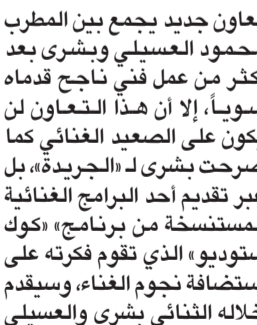 تعاون جديد يجمع بين المطرب
محمود العسيلي وبشرى بعد
أكثر من عمل فني ناجح قدماه
سوياً، إلا أن هذا التعاون لن
يكون على الصعيد الغنائي كما
صرحت بشرى لـ «الجريدة»، بل
عبر تقديم أحد البرامج الغنائية
المستنسخة من برنامج» «كوك
ستوديو» الذي تقوم فكرته على
استضافة نجوم الغناء، وسيقدم
خلاله الثنائي بشرى والعسيلي